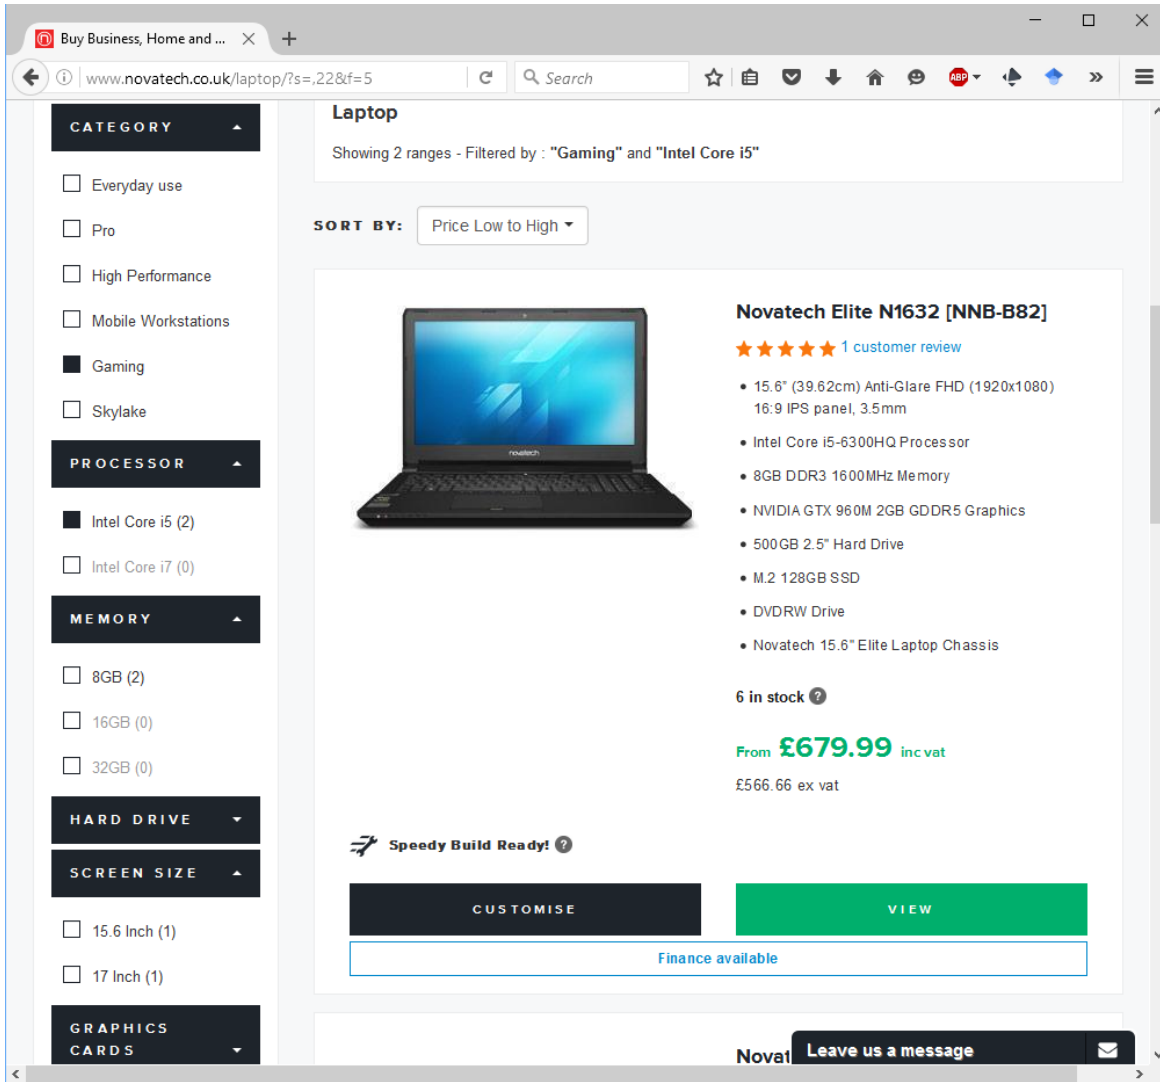 Buy Business, Home and ...
www.novatech.co.uk/laptop/?s=,22&f=5
Search
ABP
CATEGORY
Everyday use
Pro
High Performance
Mobile Workstations
Gaming
Skylake
PROCESSOR
Intel Core i5 (2)
Intel Core i7 (0)
MEMORY
8GB (2)
16GB (0)
32GB (0)
HARD DRIVE
SCREEN SIZE
15.6 Inch (1)
17 Inch (1)
GRAPHICS
CARDS
Laptop
Showing 2 ranges - Filtered by : "Gaming" and "Intel Core i5"
SORT BY: Price Low to High
novatech
Novatech Elite N1632 [NNB-B82]
1 customer review
• 15.6" (39.62cm) Anti-Glare FHD (1920x1080)
16:9 IPS panel, 3.5mm
• Intel Core i5-6300HQ Processor
• 8GB DDR3 1600MHz Memory
• NVIDIA GTX 960M 2GB GDDR5 Graphics
• 500GB 2.5" Hard Drive
• M.2 128GB SSD
• DVDRW Drive
• Novatech 15.6" Elite Laptop Chassis
6 in stock ?
From £679.99 inc vat
£566.66 ex vat
Speedy Build Ready! ?
CUSTOMISE
VIEW
Finance available
Leave us a message